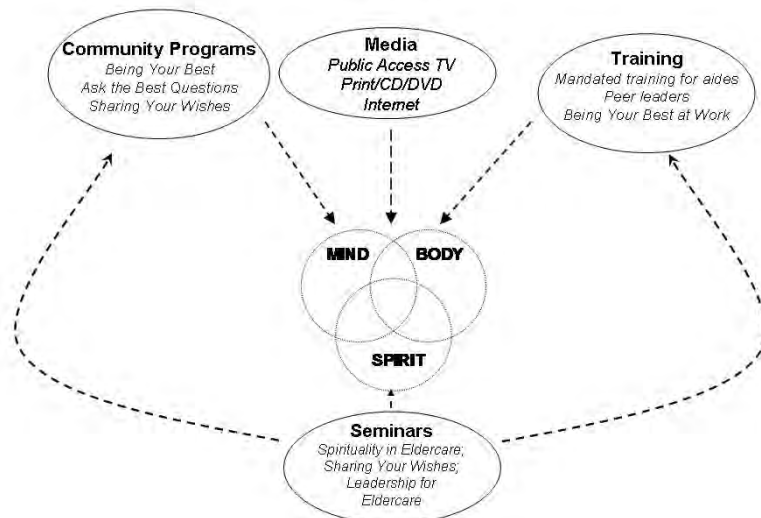 Community Programs
Being Your Best
Ask the Best Questions
Sharing Your Wishes
Media
Public Access TV
Print/CD/DVD
Internet
Training
Mandated training for aides
Peer leaders
Being Your Best at Work
MIND
BODY
SPIRIT
Seminars
Spirituality in Eldercare;
Sharing Your Wishes;
Leadership for
Eldercare